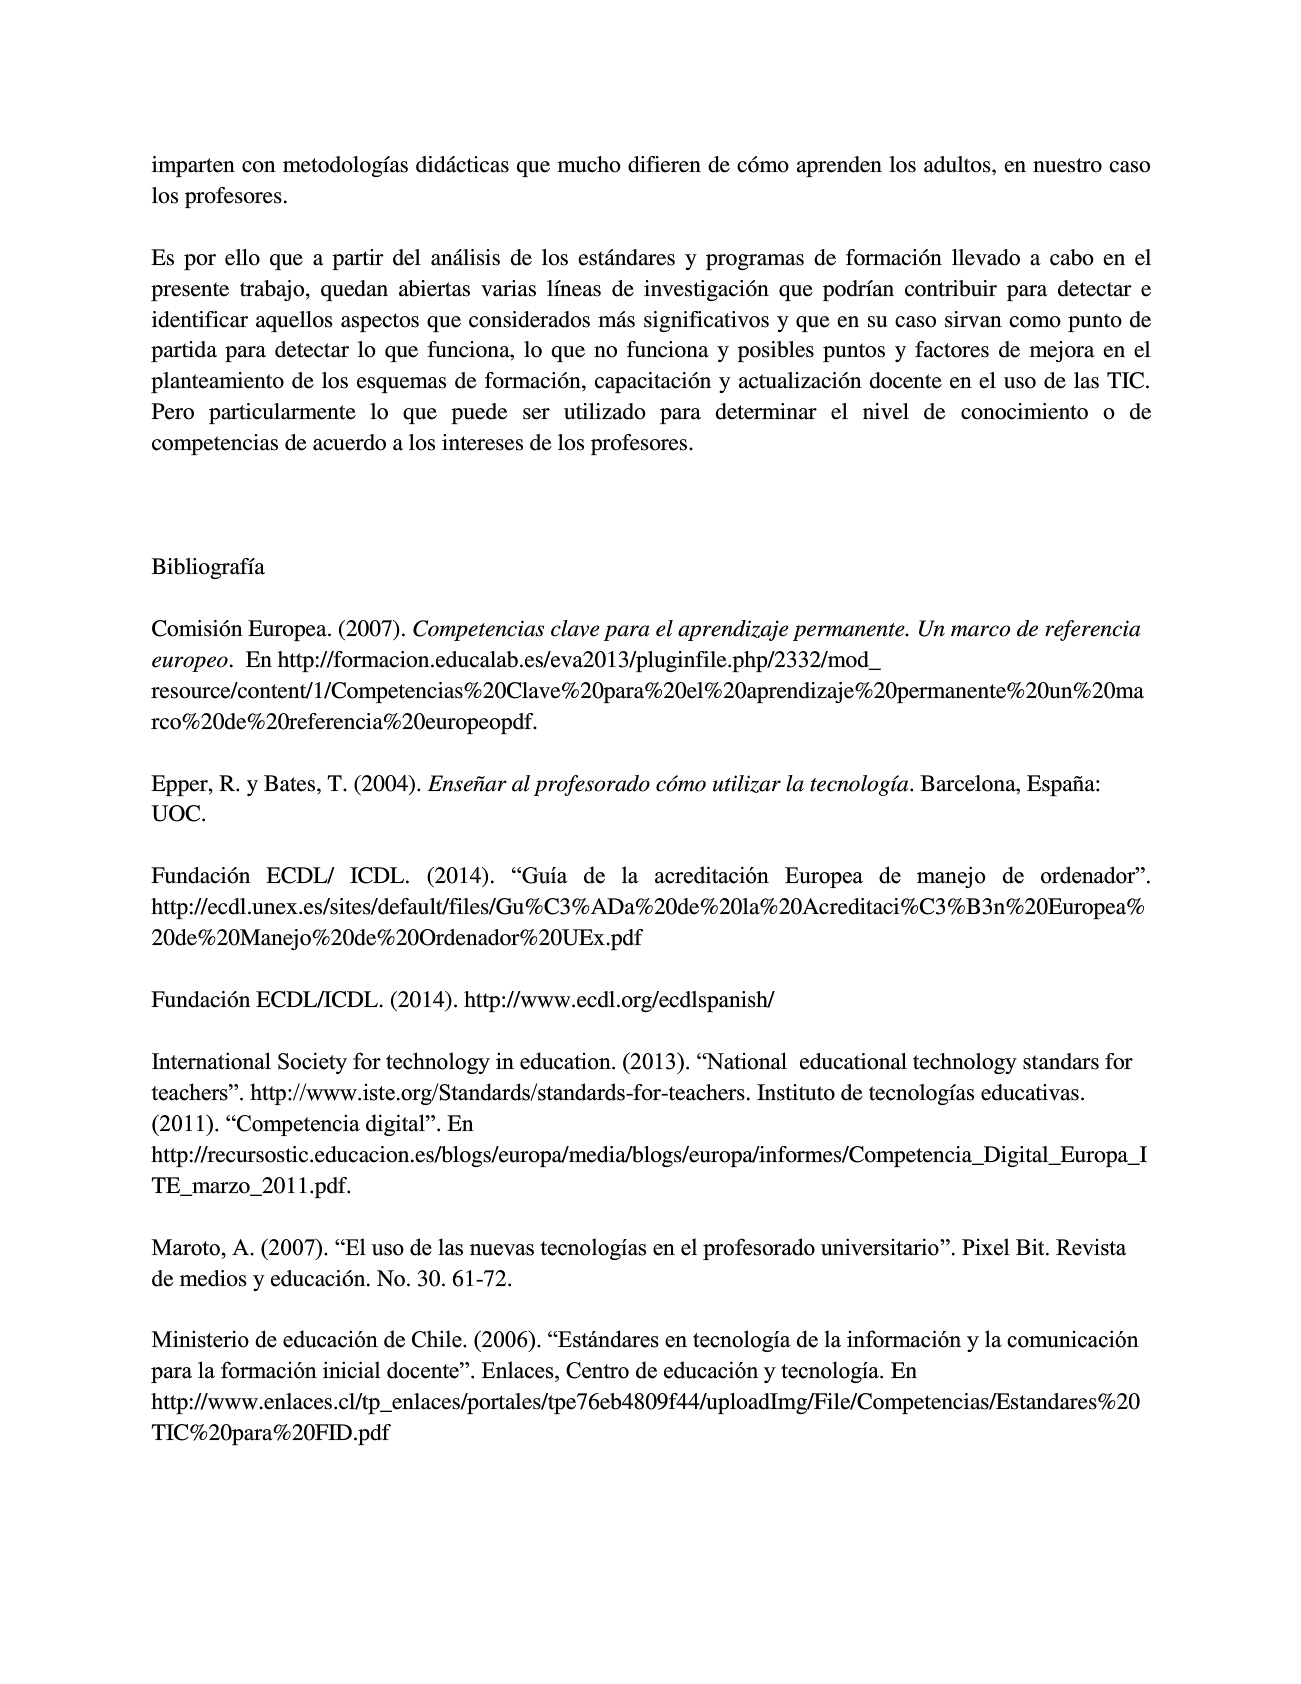 imparten con metodologías didácticas que mucho difieren de cómo aprenden los adultos, en nuestro caso
los profesores.
Es por ello que a partir del análisis de los estándares y programas de formación llevado a cabo en el
presente trabajo, quedan abiertas varias líneas de investigación que podrían contribuir para detectar e
identificar aquellos aspectos que considerados más significativos y que en su caso sirvan como punto de
partida para detectar lo que funciona, lo que no funciona y posibles puntos y factores de mejora en el
planteamiento de los esquemas de formación, capacitación y actualización docente en el uso de las TIC.
Pero particularmente lo que puede ser utilizado para determinar el nivel de conocimiento o de
competencias de acuerdo a los intereses de los profesores.
Bibliografía
Comisión Europea. (2007). Competencias clave para el aprendizaje permanente. Un marco de referencia
europeo.  En http://formacion.educalab.es/eva2013/pluginfile.php/2332/mod_
resource/content/1/Competencias%20Clave%20para%20el%20aprendizaje%20permanente%20un%20ma
rco%20de%20referencia%20europeopdf.
Epper, R. y Bates, T. (2004). Enseñar al profesorado cómo utilizar la tecnología. Barcelona, España:
UOC.
Fundación ECDL/ ICDL. (2014). “Guía de la acreditación Europea de manejo de ordenador”.
http://ecdl.unex.es/sites/default/files/Gu%C3%ADa%20de%20la%20Acreditaci%C3%B3n%20Europea%
20de%20Manejo%20de%20Ordenador%20UEx.pdf
Fundación ECDL/ICDL. (2014). http://www.ecdl.org/ecdlspanish/
International Society for technology in education. (2013). “National  educational technology standars for
teachers”. http://www.iste.org/Standards/standards-for-teachers. Instituto de tecnologías educativas.
(2011). “Competencia digital”. En
http://recursostic.educacion.es/blogs/europa/media/blogs/europa/informes/Competencia_Digital_Europa_I
TE_marzo_2011.pdf.
Maroto, A. (2007). “El uso de las nuevas tecnologías en el profesorado universitario”. Pixel Bit. Revista
de medios y educación. No. 30. 61-72.
Ministerio de educación de Chile. (2006). “Estándares en tecnología de la información y la comunicación
para la formación inicial docente”. Enlaces, Centro de educación y tecnología. En
http://www.enlaces.cl/tp_enlaces/portales/tpe76eb4809f44/uploadImg/File/Competencias/Estandares%20
TIC%20para%20FID.pdf